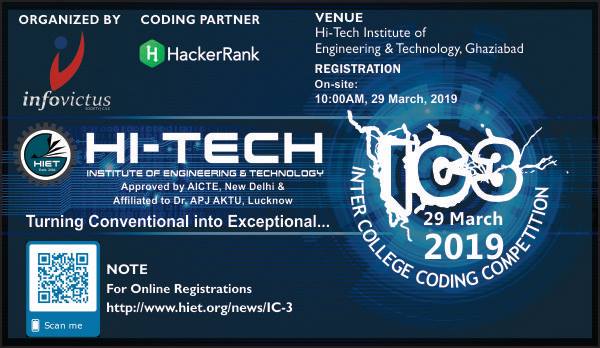 ORGANIZED BY
infovictus
CODING PARTNER
HackerRank
VENUE
Hi-Tech Institute of
Engineering & Technology, Ghaziabad
REGISTRATION
On-site:
10:00AM, 29 March, 2019
HIET
HI-TECH
INSTITUTE OF ENGINEERING & TECHNOLOGY
Approved by AICTE, New Delhi &
Affiliated to Dr. APJ AKTU, Lucknow
Turning Conventional into Exceptional...
IC3
29 March
2019
INTER COLLEGE CODING COMPETITION
Scan me
NOTE
For Online Registrations
http://www.hiet.org/news/IC-3